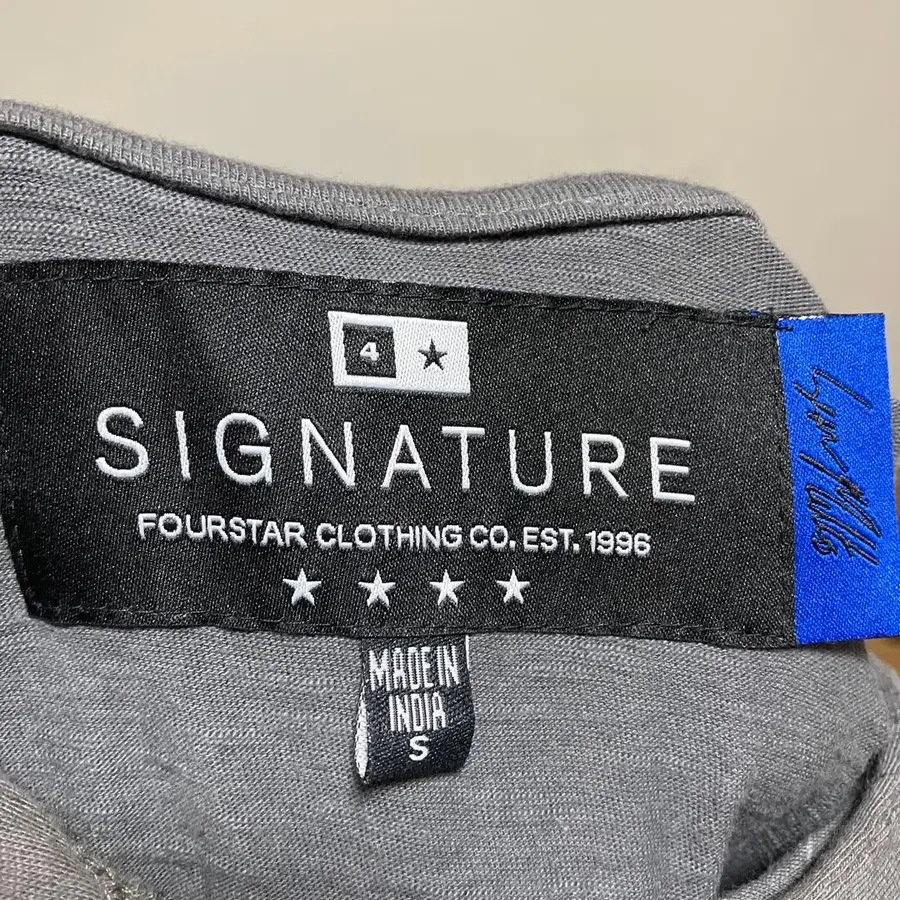 4
SIGNATURE
FOURSTAR CLOTHING CO. EST. 1996
MADE IN
INDIA
S